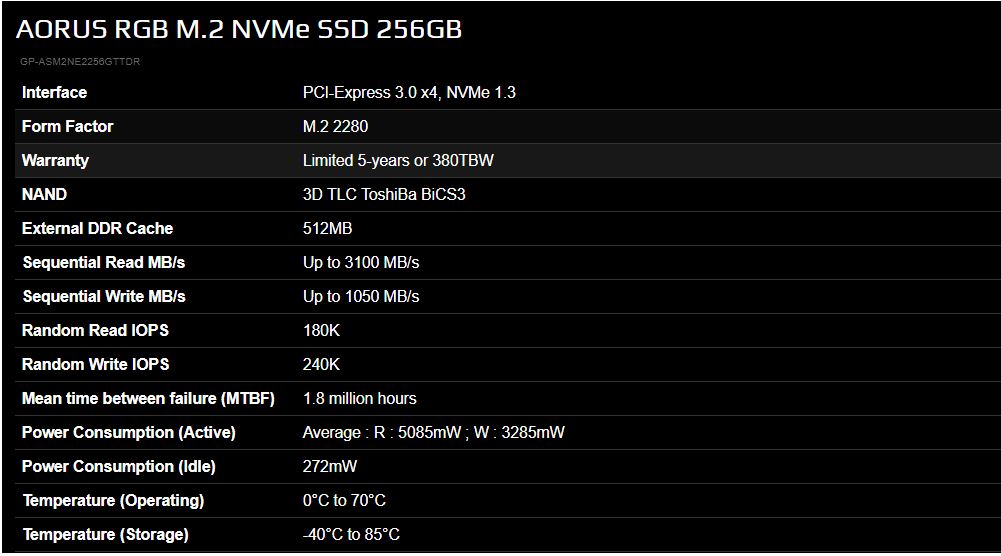 AORUS RGB M.2 NVMe SSD 256GB
GP-ASM2NE2256GTTDR
Interface PCI-Express 3.0 x4, NVMe 1.3
Form Factor M.2 2280
Warranty Limited 5-years or 380TBW
NAND 3D TLC ToshiBa BiCS3
External DDR Cache 512MB
Sequential Read MB/s Up to 3100 MB/s
Sequential Write MB/s Up to 1050 MB/s
Random Read IOPS 180K
Random Write IOPS 240K
Mean time between failure (MTBF) 1.8 million hours
Power Consumption (Active) Average : R : 5085mW ; W : 3285mW
Power Consumption (Idle) 272mW
Temperature (Operating) 0°C to 70°C
Temperature (Storage) -40°C to 85°C